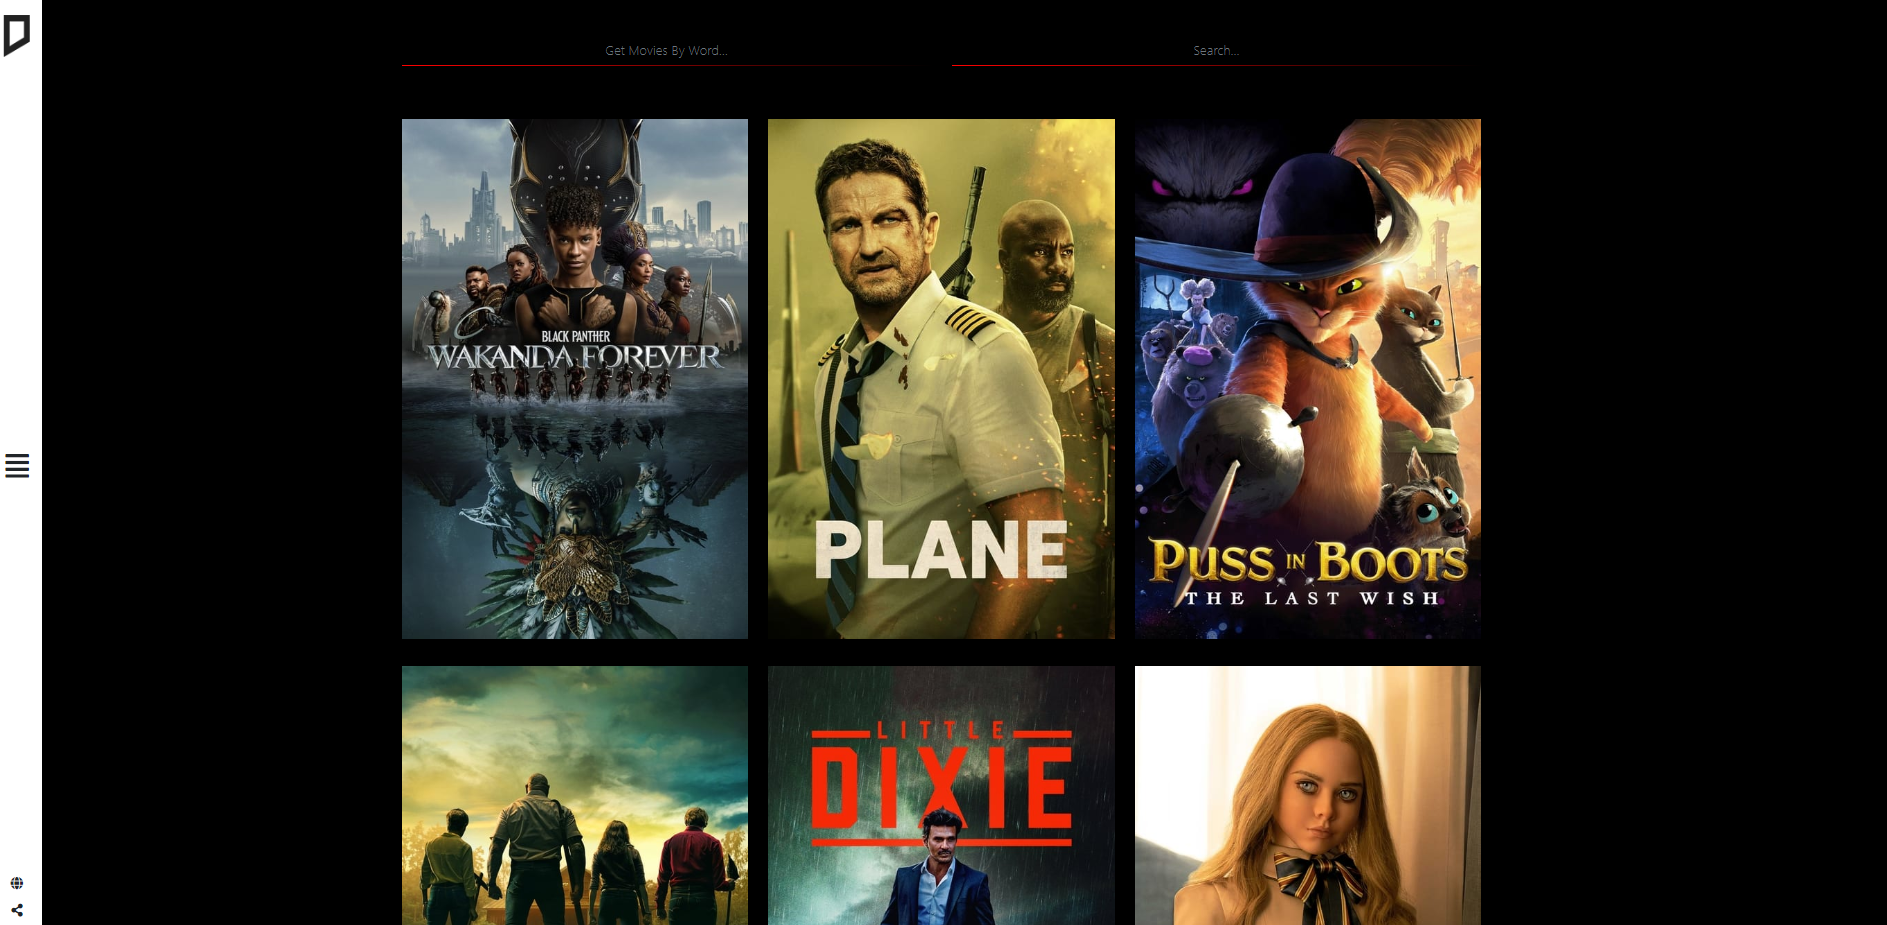 Get Movies By Word...
Search...
BLACK PANTHER
WAKANDA FOREVER
PLANE
PUSS IN BOOTS
THE LAST WISH
LITTLE
DIXIE